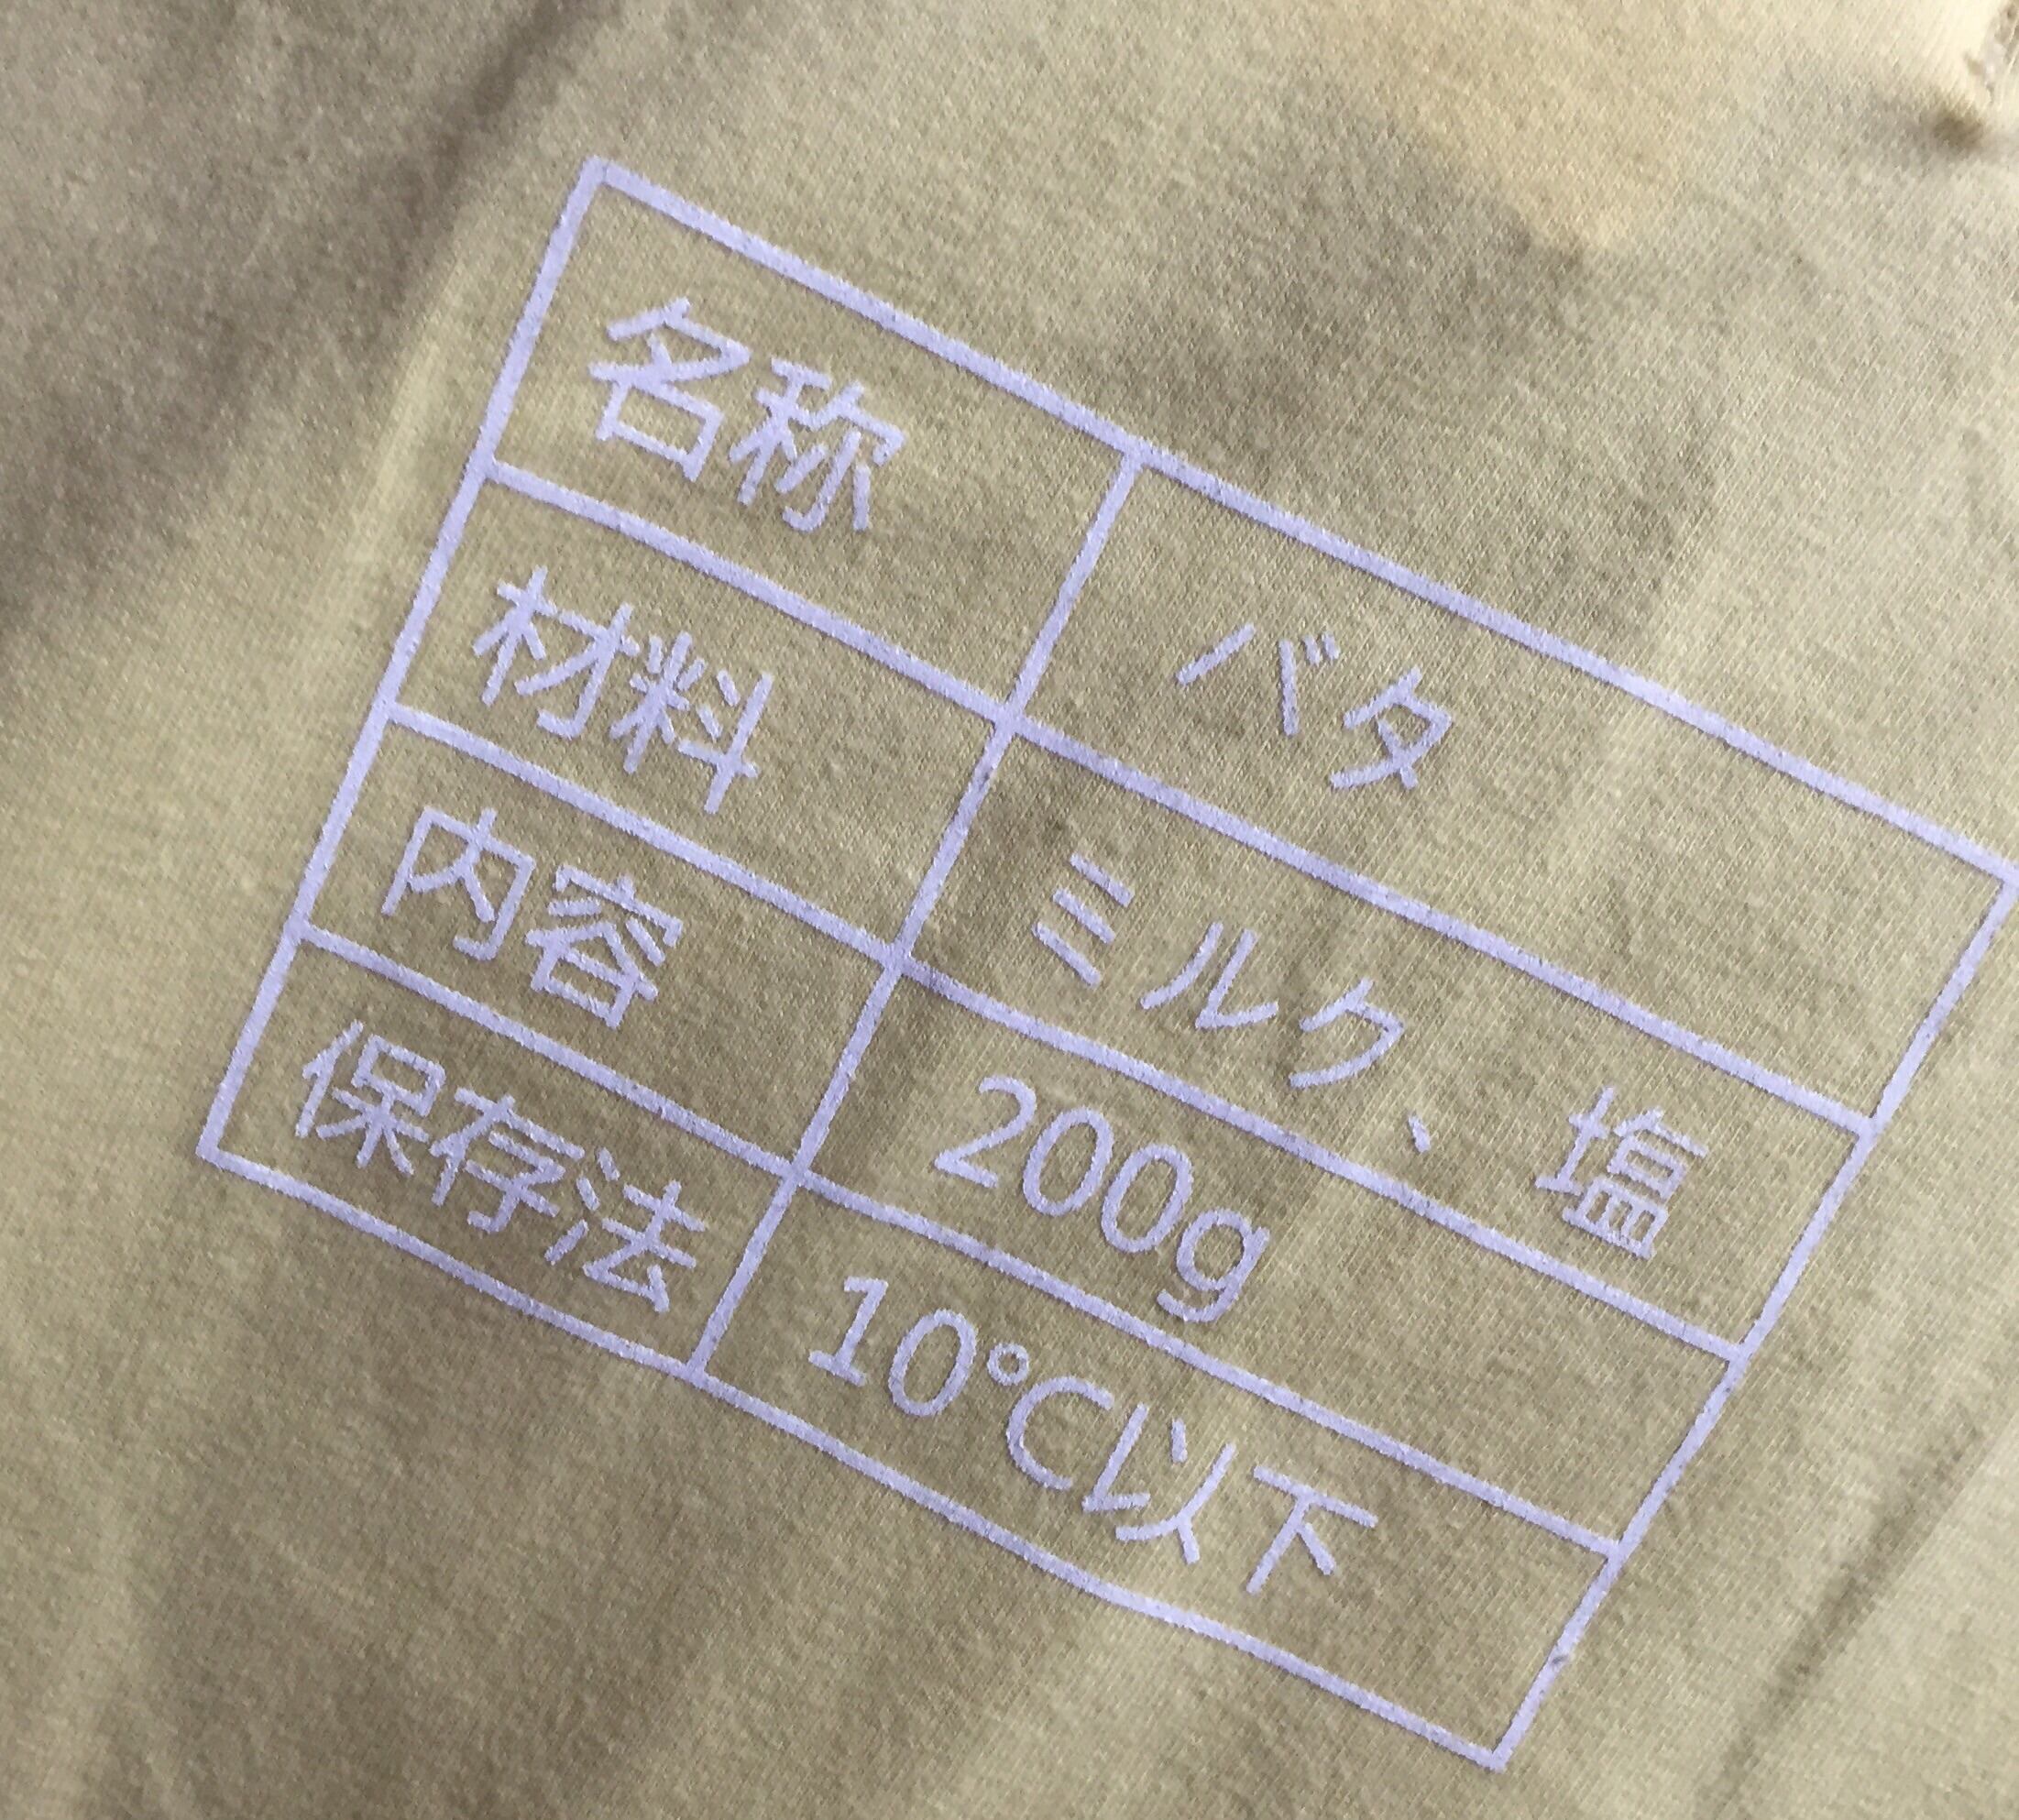 名称 バタ
材料 ミルク、塩
内容 200g
保存法 10℃以下